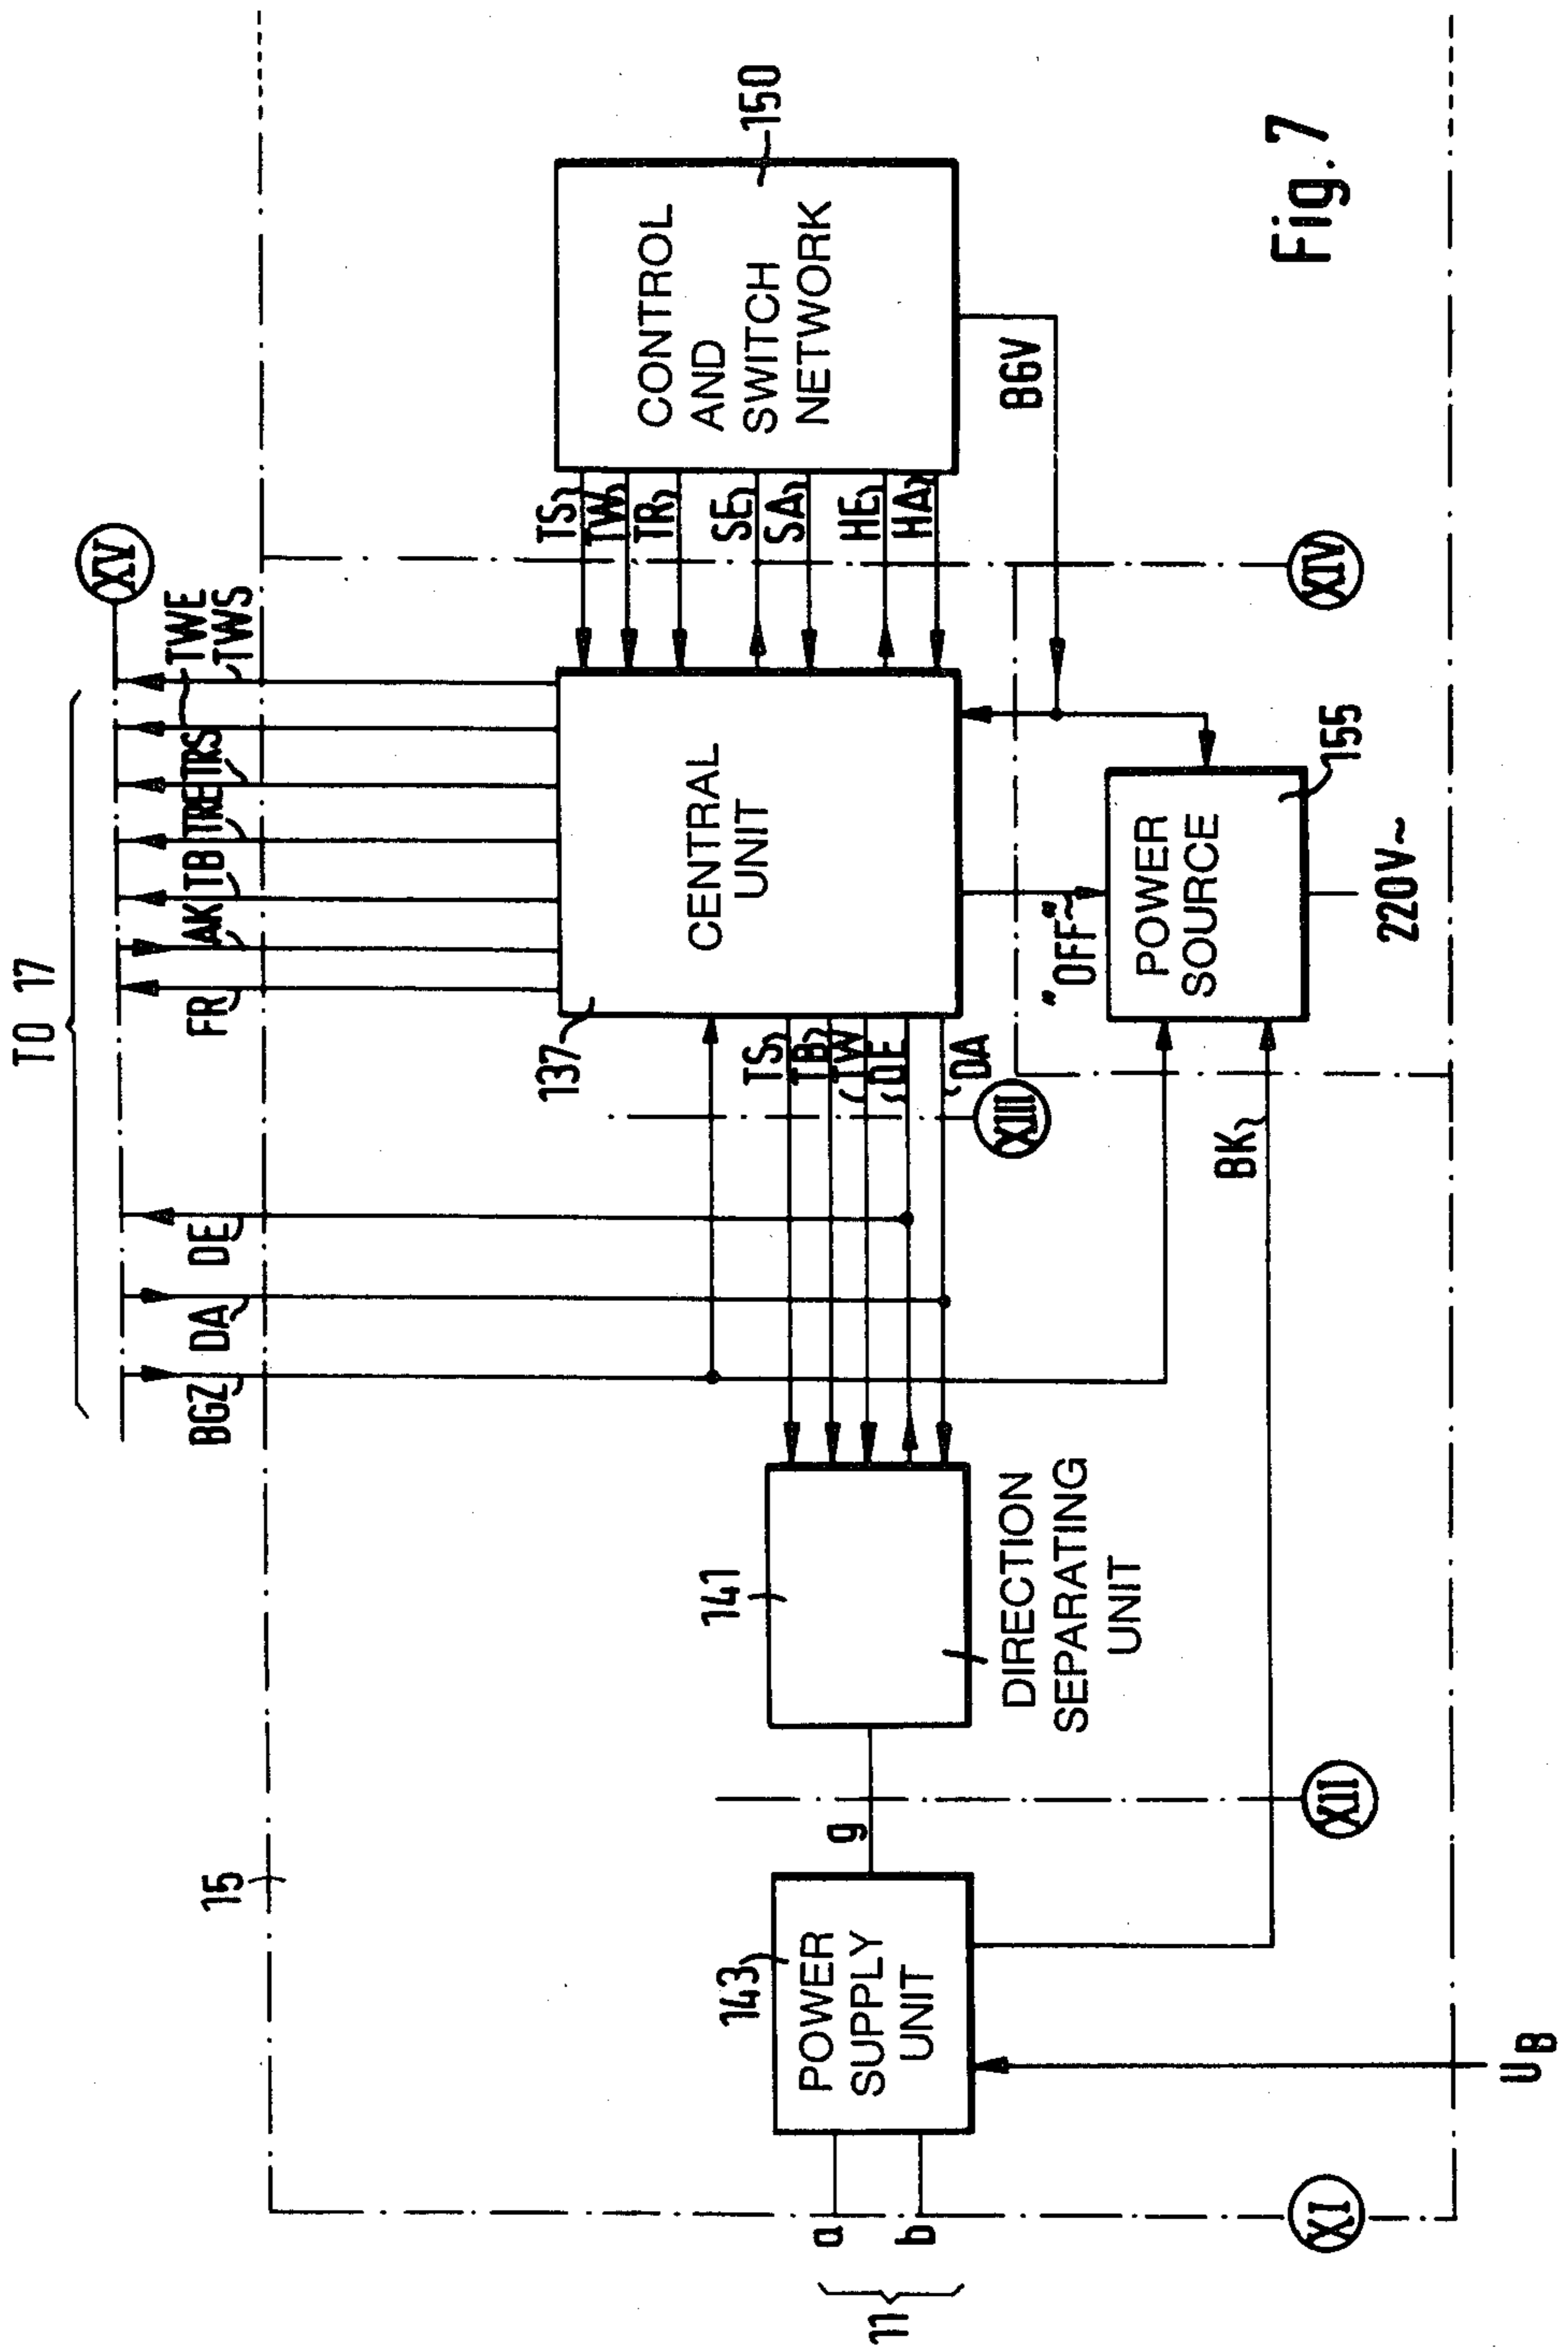 TO 17
XV
BGZ
DA
DE
FR
AK
TB
TRE
TRS
TWE
TWS
15
11
a
b
143
POWER
SUPPLY
UNIT
g
141
DIRECTION
SEPARATING
UNIT
TS
TB
TW
DE
DA
137
CENTRAL
UNIT
TS
TW
TR
SE
SA
HE
HA
150
CONTROL
AND
SWITCH
NETWORK
BGV
"OFF"
POWER
SOURCE
155
220V~
BK
UB
XI
XII
XIII
XIV
Fig. 7